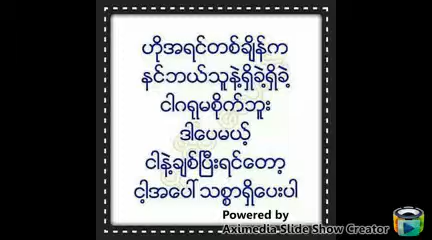 ဟိုအရင်တစ်ချိန်က
နင်ဘယ်သူနဲ့ရှိခဲ့ရှိခဲ့
ငါဂရုမစိုက်ဘူး
ဒါပေမယ့်
ငါနဲ့ချစ်ပြီးရင်တော့
ငါ့အပေါ်သစ္စာရှိပေးပါ
Powered by
Aximedia Slide Show Creator